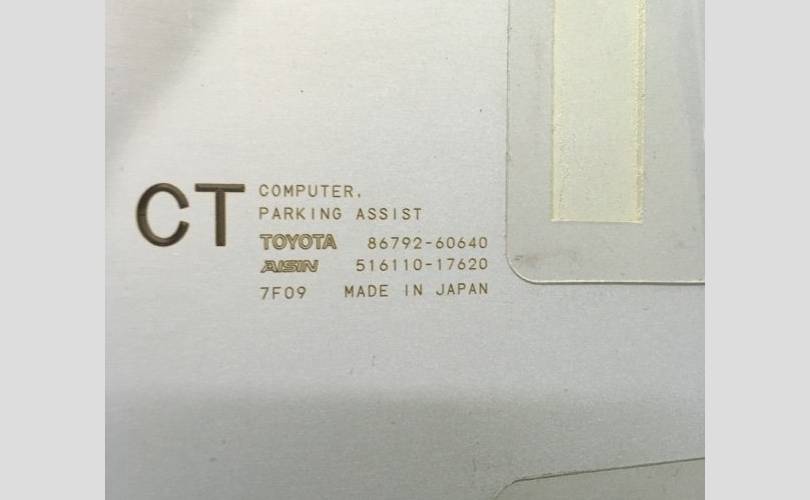 CT
COMPUTER,
PARKING ASSIST
TOYOTA 86792-60640
AISIN 516110-17620
7F09 MADE IN JAPAN